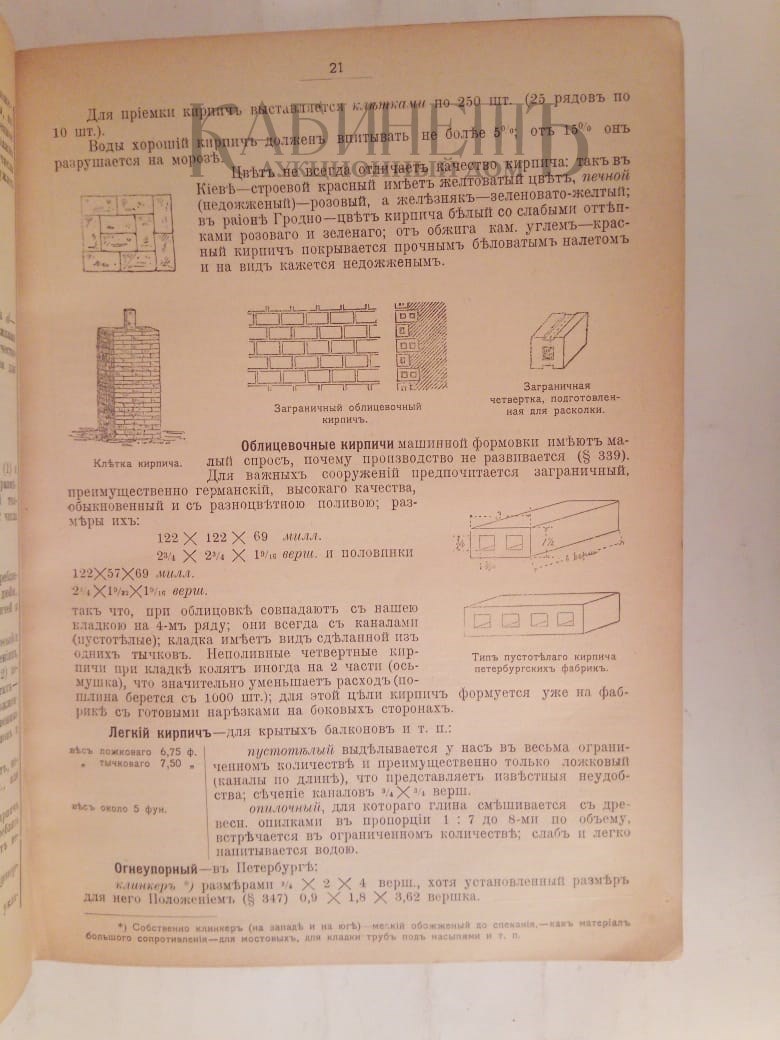 21
Для пріемки кирпич выставляется клѣтками по 250 шт. (25 рядовъ по
10 шт.).
Воды хорошій кирпич долженъ впитывать не болѣе 5%; отъ 15% онъ
разрушается на морозѣ.
КАБИНЕТЪ
АУКЦИОННЫЙ ДОМ
Цвѣтъ не всегда отличаетъ качество кирпича: такъ въ
Кіевѣ—строевой красный имѣетъ желтоватый цвѣтъ, печной
(недожженый)—розовый, а желѣзнякъ—зеленовато-желтый;
въ раіонѣ Гродно—цвѣтъ кирпича бѣлый со слабыми оттѣн-
ками розоваго и зеленаго; отъ обжига кам. углемъ—крас-
ный кирпич покрывается прочнымъ бѣловатымъ налетомъ
и на видъ кажется недожженымъ.
Клѣтка кирпича.
Заграничный облицевочный
кирпичъ.
Заграничная
четвертка, подготовлен-
ная для расколки.
Облицевочные кирпичи машинной формовки имѣютъ ма-
лый спросъ, почему производство не развивается (§ 339).
Для важныхъ сооруженій предпочитается заграничный,
преимущественно германскій, высокаго качества,
обыкновенный и съ разноцвѣтною поливою; раз-
мѣры ихъ:
122 × 122 × 69 милл.
2³/₄ × 2³/₄ × 1⁹/₁₆ верш. и половинки
122×57×69 милл.
верш.
такъ что, при облицовкѣ совпадаютъ съ нашею
кладкою на 4-мъ ряду; они всегда съ каналами
(пустотѣлые); кладка имѣетъ видъ сдѣланной изъ
однихъ тычковъ. Неполивные четвертные кир-
пичи при кладкѣ колятъ иногда на 2 части (ось-
мушка), что значительно уменьшаетъ расходъ (по-
шлина берется съ 1000 шт.); для этой цѣли кирпич формуется уже на фаб-
рикѣ съ готовыми нарѣзками на боковыхъ сторонахъ.
верш.
Типъ пустотѣлаго кирпича
петербургскихъ фабрикъ.
Легкій кирпичъ—для крытыхъ балконовъ и т. п.:
вѣсъ ложковаго 6,75 ф.
„ тычковаго 7,50 „
пустотѣлый выдѣлывается у насъ въ весьма ограни-
ченномъ количествѣ и преимущественно только ложковый
(каналы по длинѣ), что представляетъ извѣстныя неудоб-
ства; сѣченіе каналовъ ³/₄×³/₄ верш.
вѣсъ около 5 фун.
опилочный, для котораго глина смѣшивается съ дре-
весн. опилками въ пропорціи 1 : 7 до 8-ми по объему,
встрѣчается въ ограниченномъ количествѣ; слабъ и легко
напитывается водою.
Огнеупорный—въ Петербургѣ:
клинкеръ *) размѣрами ³/₄ × 2 × 4 верш., хотя установленный размѣръ
для него Положеніемъ (§ 347) 0,9 × 1,8 × 3,62 вершка.
*) Собственно клинкеръ (на западѣ и на югѣ)—мелкій обожженый до спеканія,—какъ матеріалъ
большого сопротивленія—для мостовыхъ, для кладки трубъ подъ насыпями и т. п.